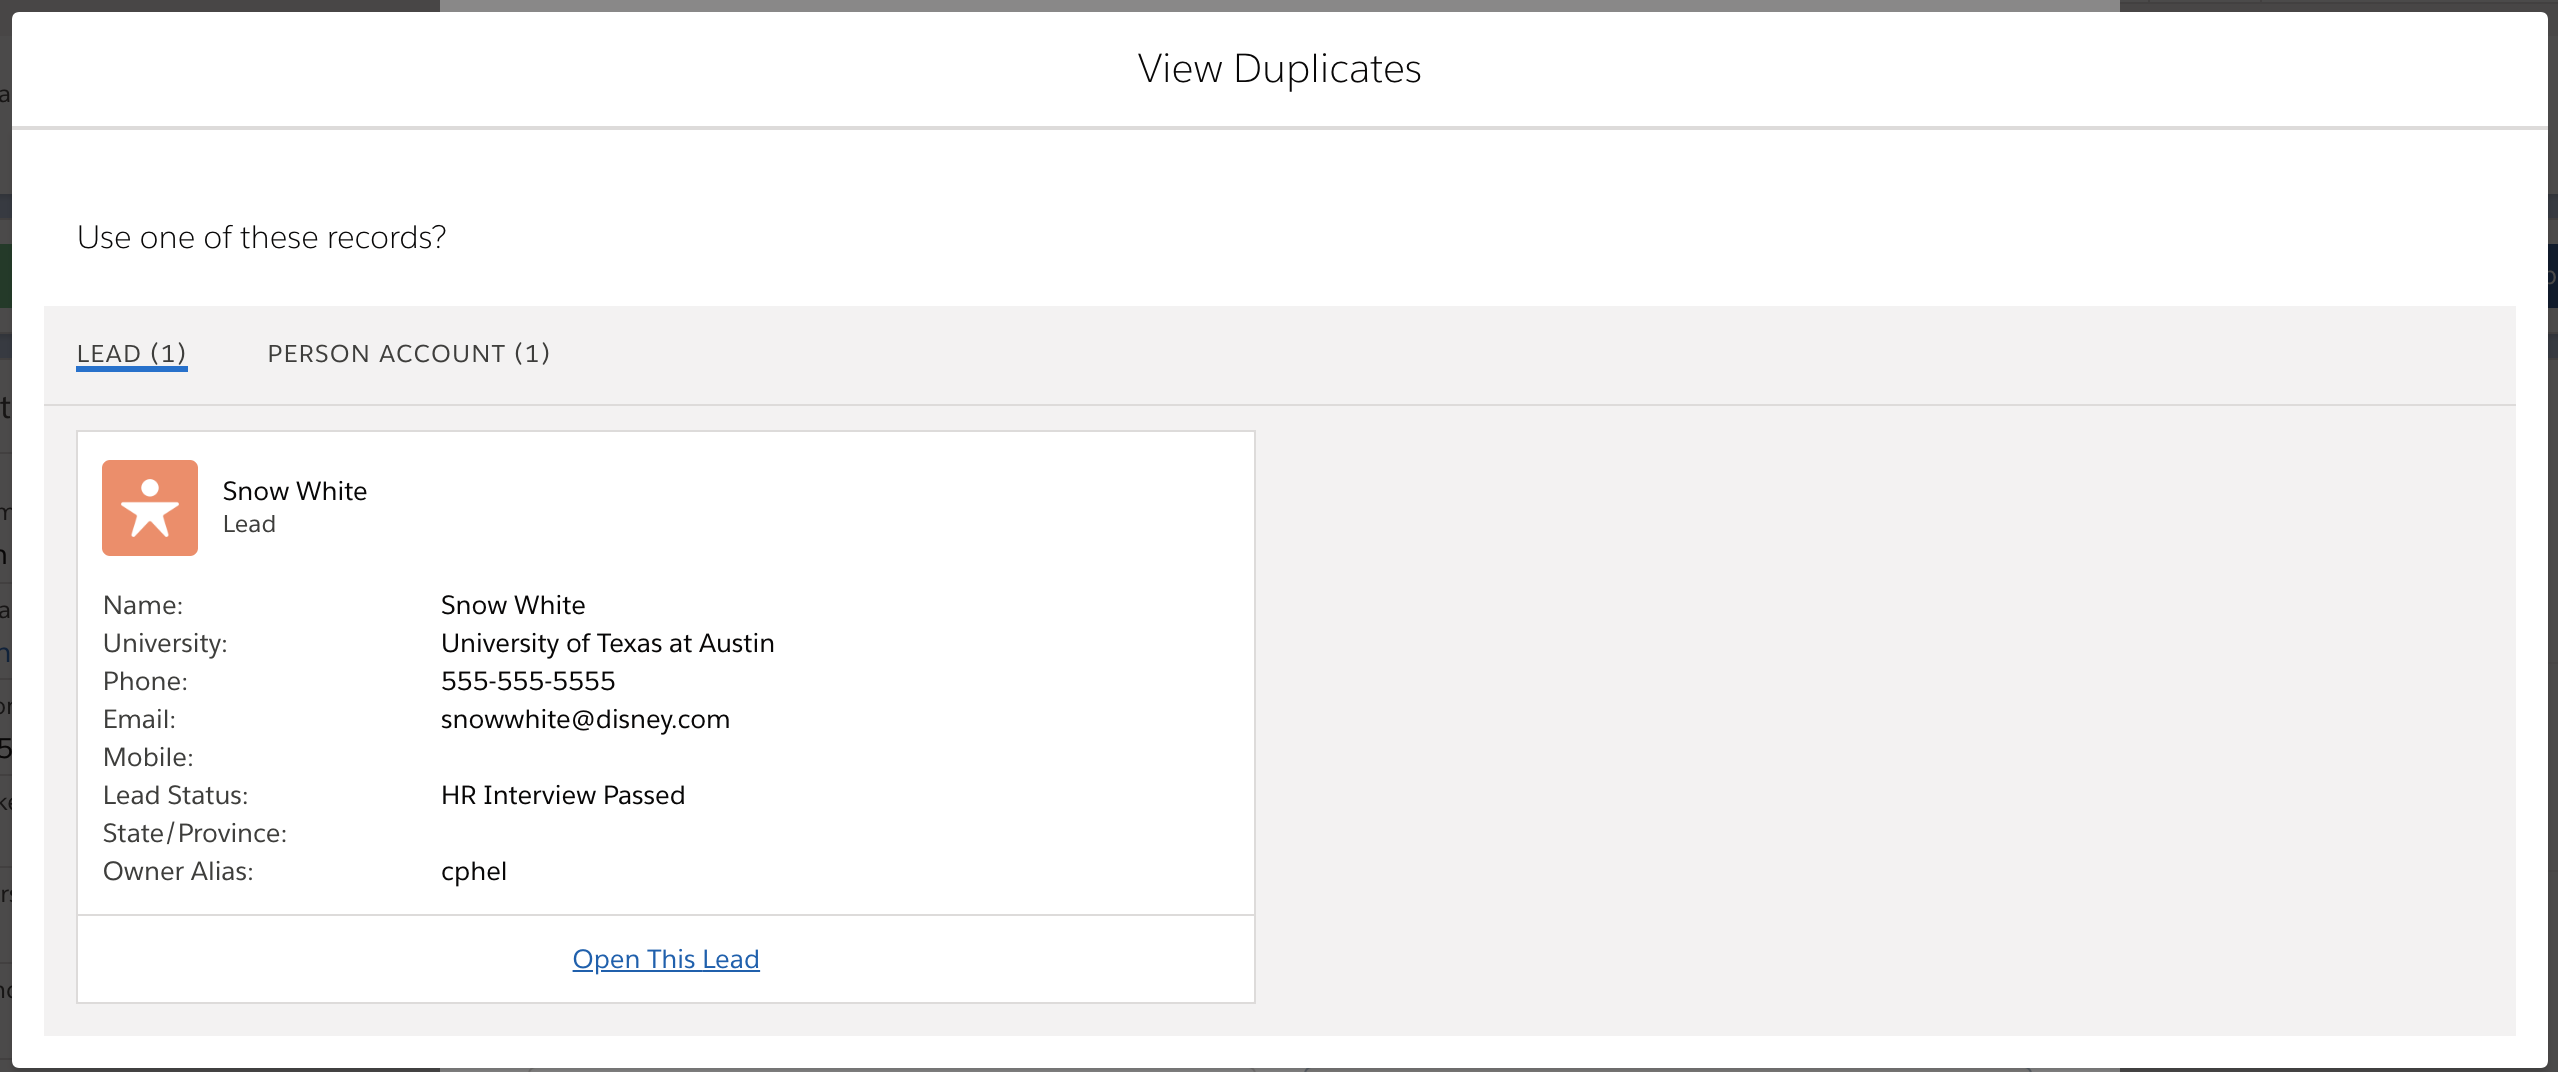 View Duplicates
Use one of these records?
LEAD (1) PERSON ACCOUNT (1)
Snow White
Lead
Name: Snow White
University: University of Texas at Austin
Phone: 555-555-5555
Email: snowwhite@disney.com
Mobile:
Lead Status: HR Interview Passed
State/Province:
Owner Alias: cphel
Open This Lead